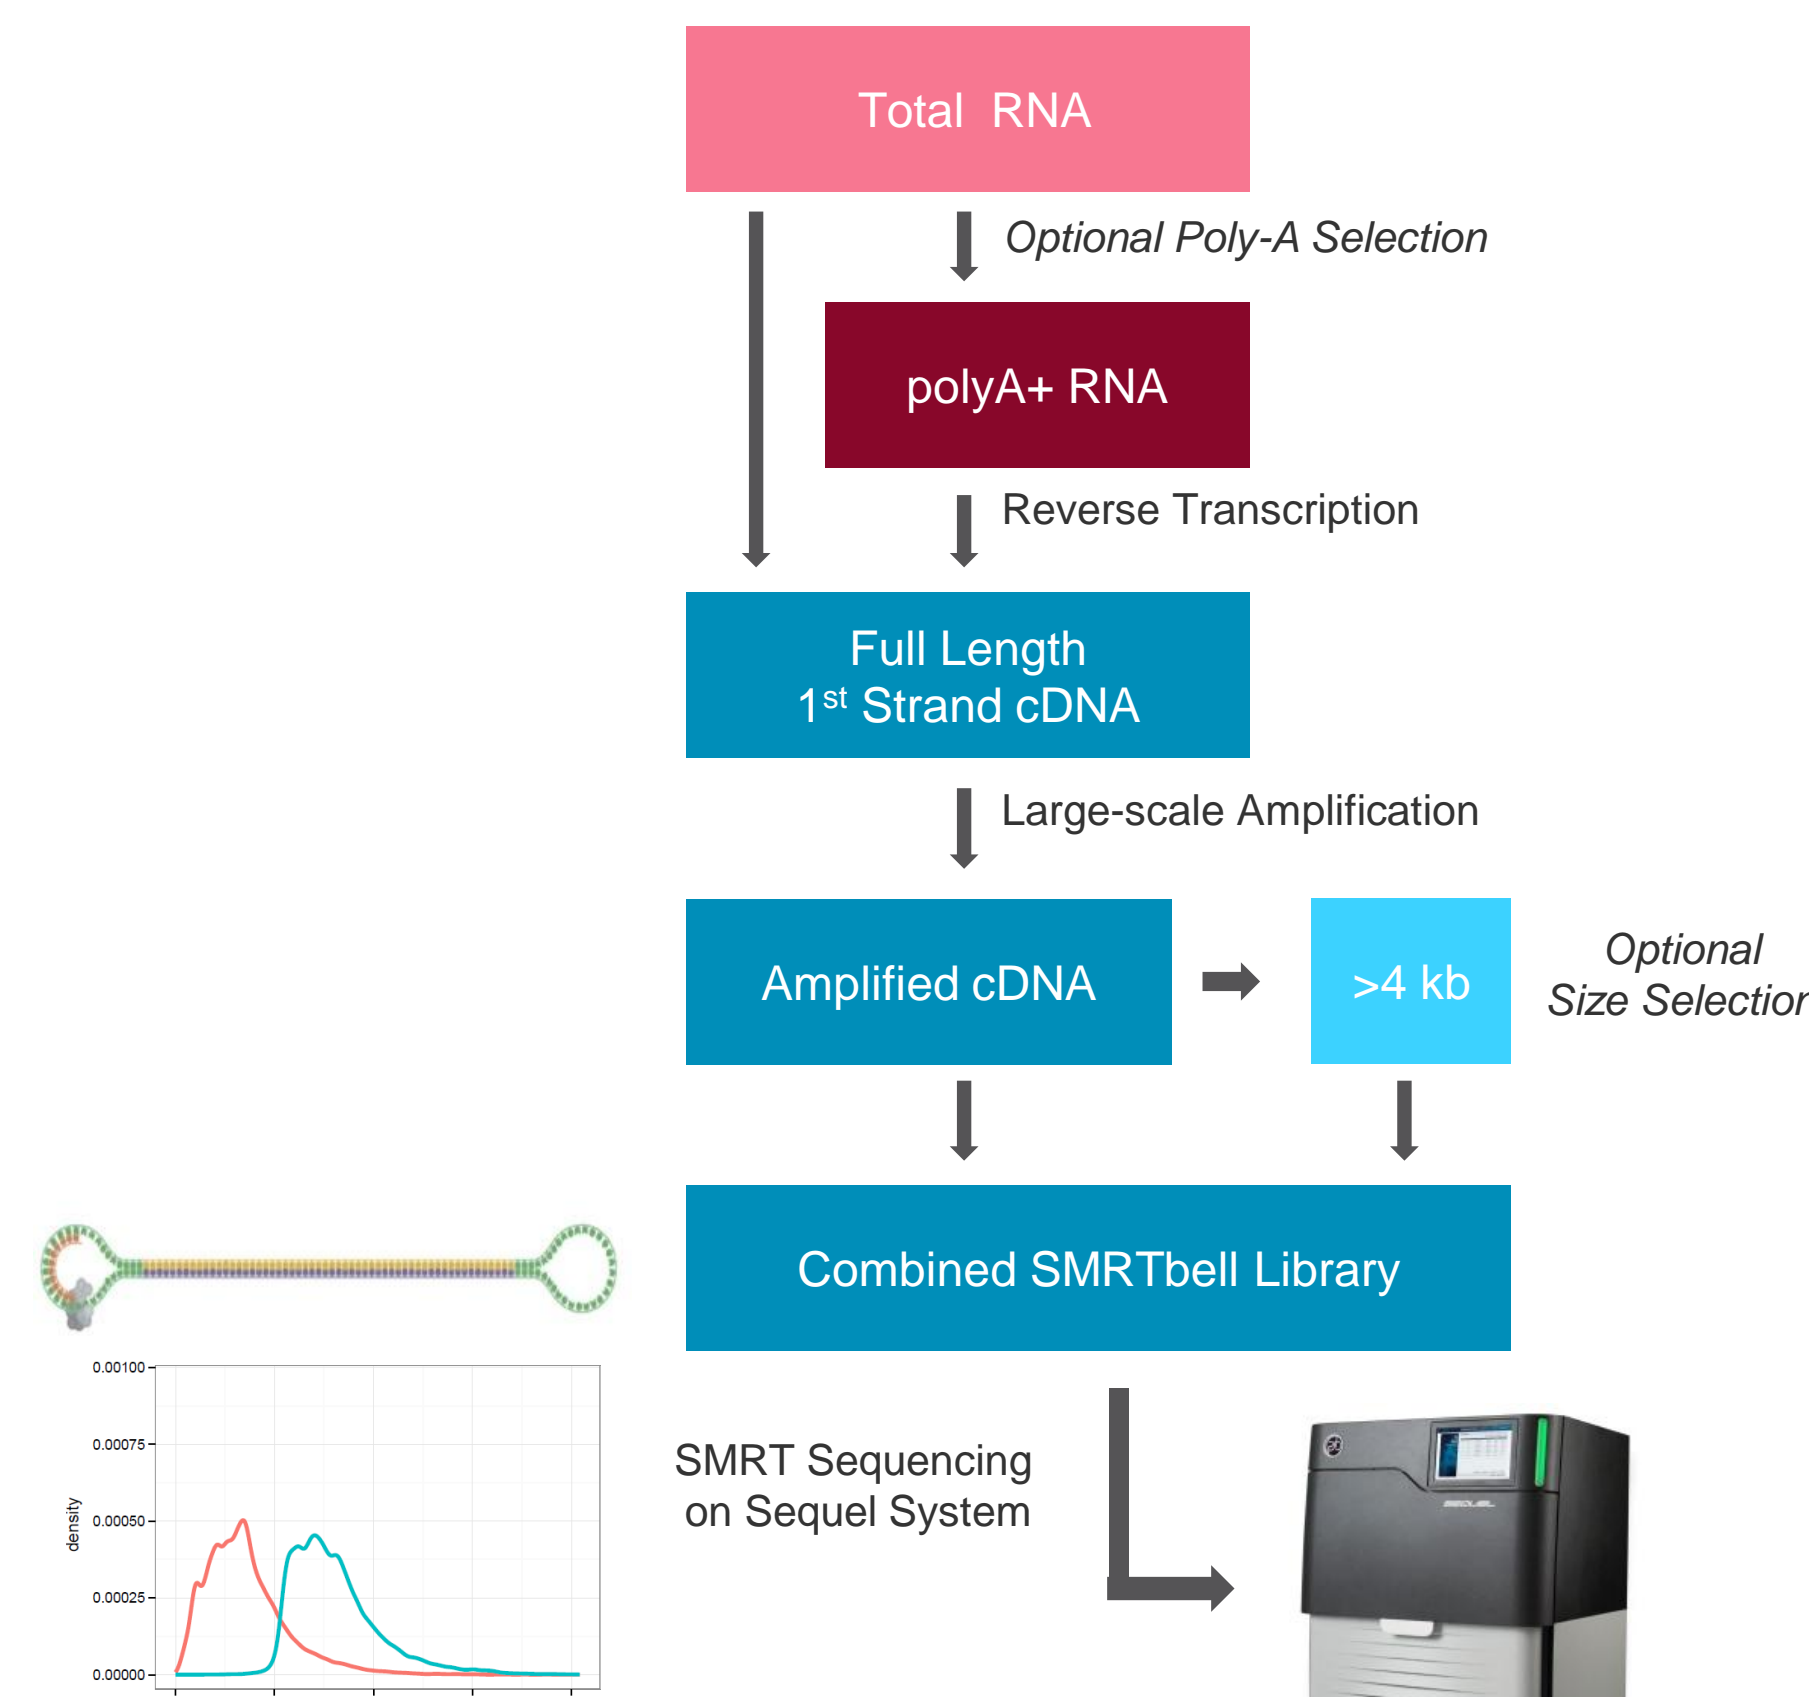 Total RNA
Optional Poly-A Selection
polyA+ RNA
Reverse Transcription
Full Length
1st Strand cDNA
Large-scale Amplification
Amplified cDNA
>4 kb
Optional
Size Selection
Combined SMRTbell Library
SMRT Sequencing
on Sequel System
0.00100
0.00075
0.00050
0.00025
0.00000
density
SEQUEL